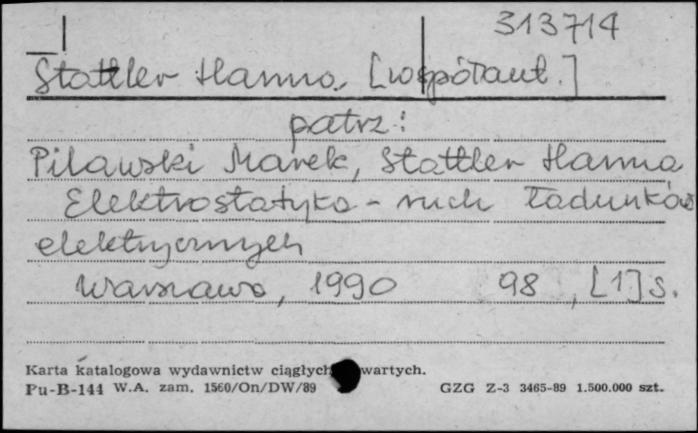 313714
Stattler Hanna [współaut.]
patrz:
Pilawski Marek, Stattler Hanna
Elektrostatyka - ruch ładunków
elektrycznych
Warszawa, 1990 98, [1] s.
Karta katalogowa wydawnictw ciągłych wartych.
Pu-B-144 W.A. zam. 1560/On/DW/89 GZG Z-3 3465-89 1.500.000 szt.